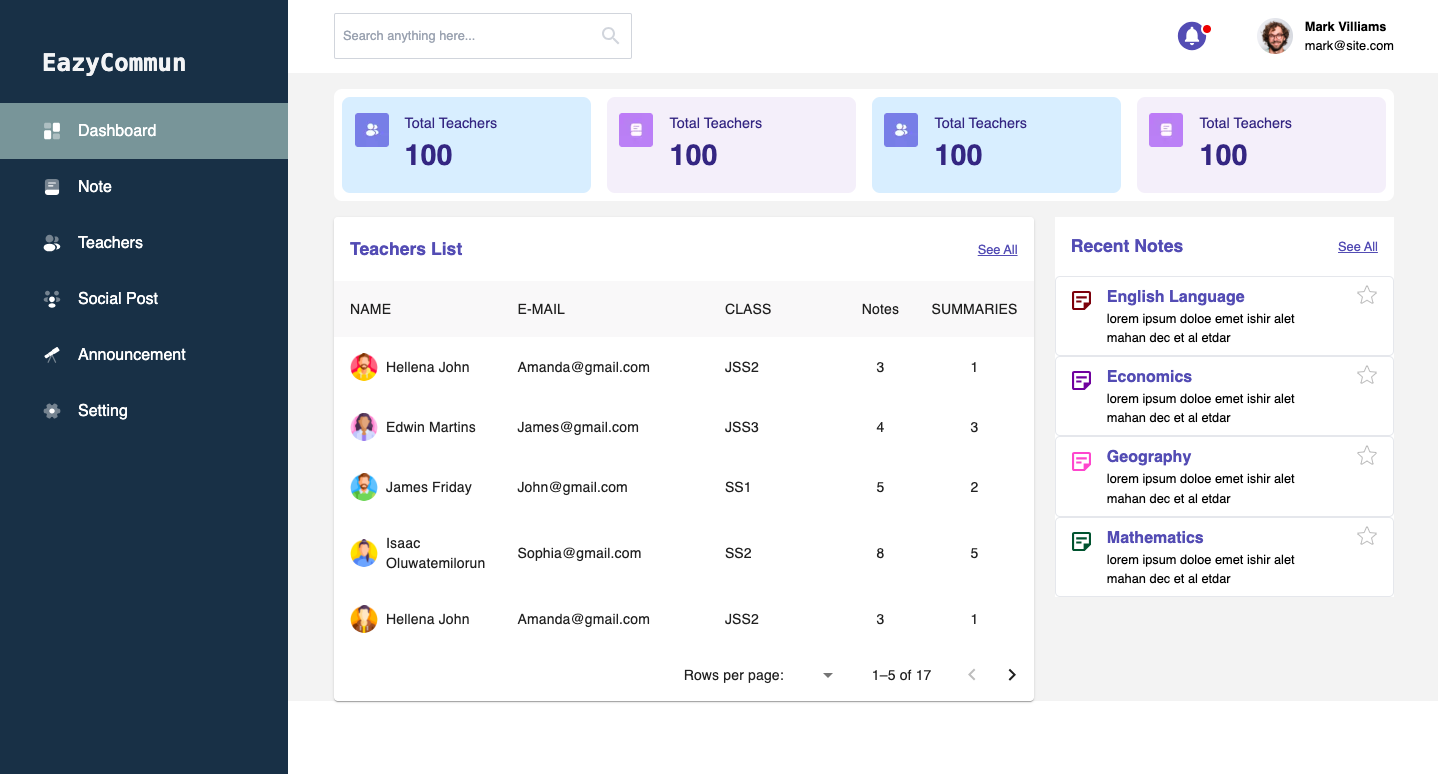 EazyCommun
Dashboard
Note
Teachers
Social Post
Announcement
Setting
Search anything here...
Mark Villiams
mark@site.com
Total Teachers
100
Total Teachers
100
Total Teachers
100
Total Teachers
100
Teachers List
See All
NAME E-MAIL CLASS Notes SUMMARIES
Hellena John Amanda@gmail.com JSS2 3 1
Edwin Martins James@gmail.com JSS3 4 3
James Friday John@gmail.com SS1 5 2
Isaac
Oluwatemilorun Sophia@gmail.com SS2 8 5
Hellena John Amanda@gmail.com JSS2 3 1
Rows per page: 1–5 of 17
Recent Notes
See All
English Language
lorem ipsum doloe emet ishir alet
mahan dec et al etdar
Economics
lorem ipsum doloe emet ishir alet
mahan dec et al etdar
Geography
lorem ipsum doloe emet ishir alet
mahan dec et al etdar
Mathematics
lorem ipsum doloe emet ishir alet
mahan dec et al etdar